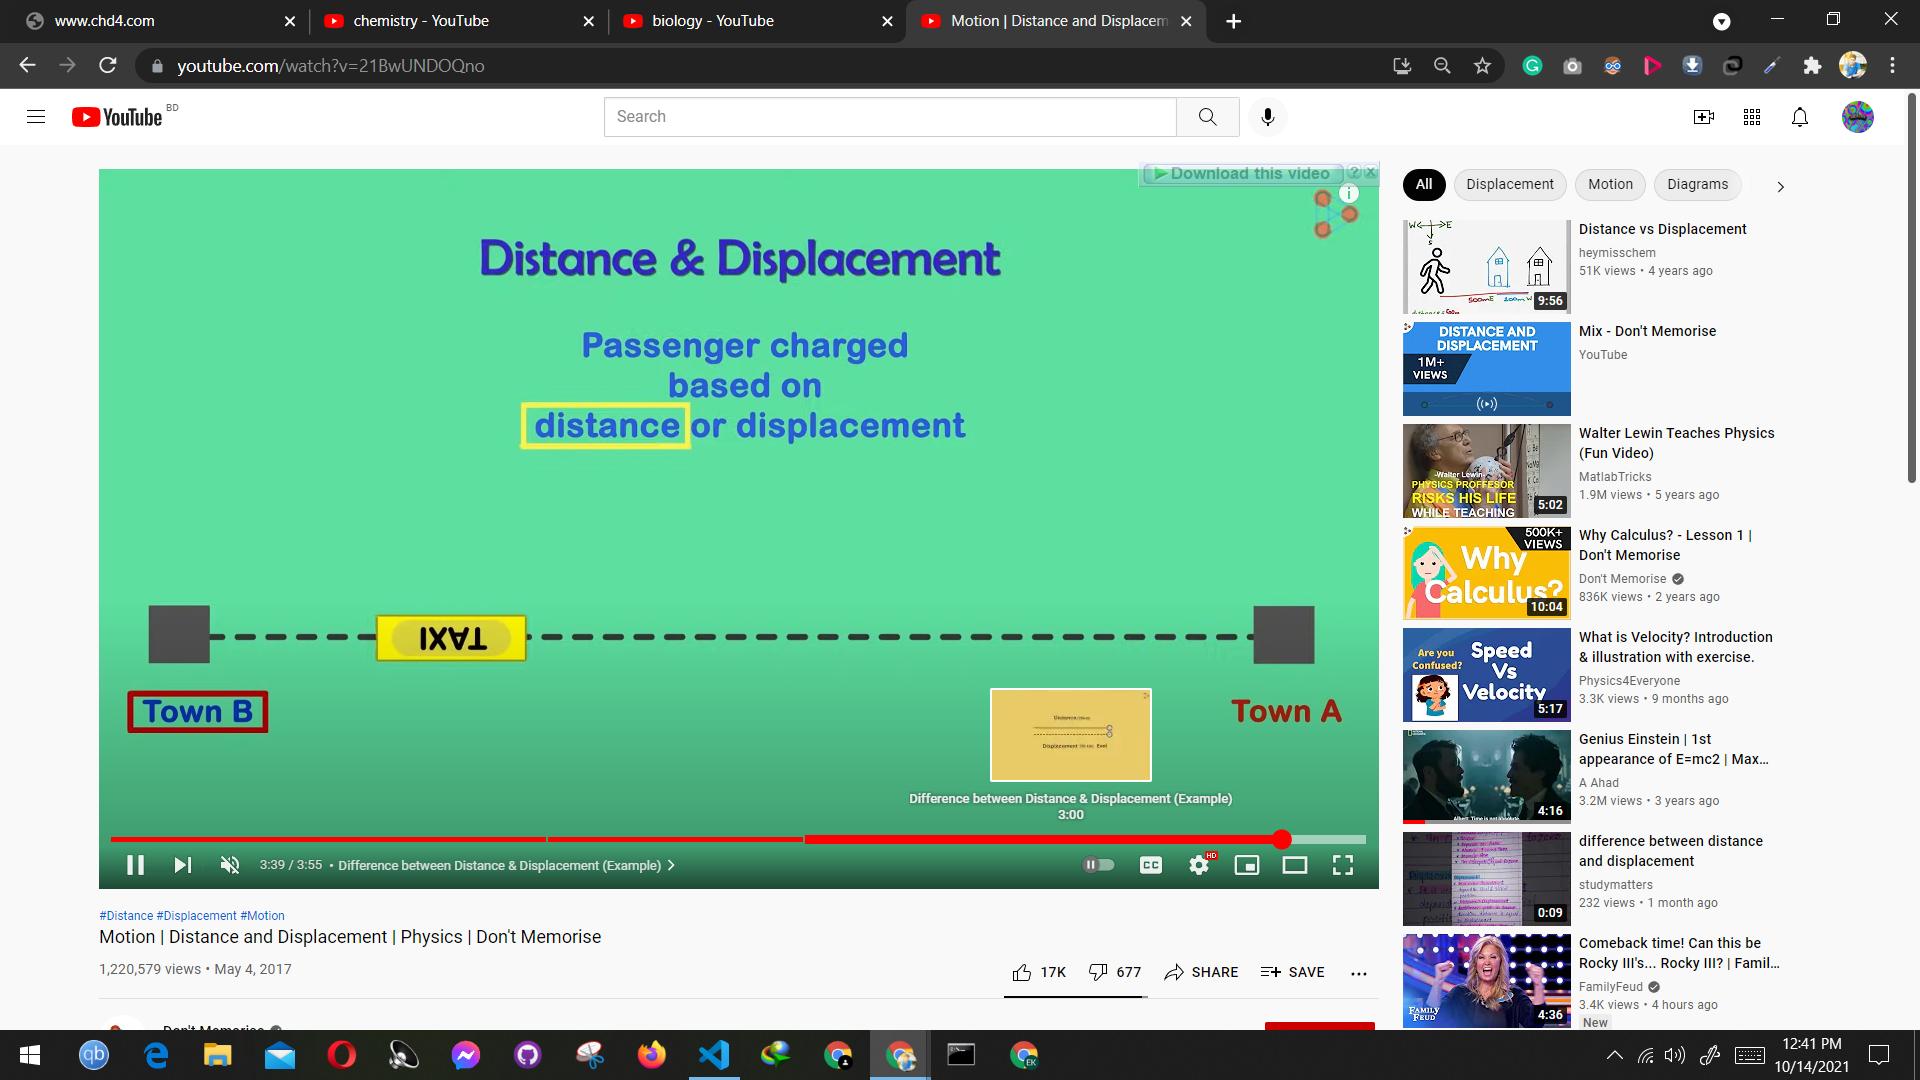 www.chd4.com
chemistry - YouTube
biology - YouTube
Motion | Distance and Displacem
youtube.com/watch?v=21BwUNDOQno
YouTube BD
Search
Download this video ? x
i
Distance & Displacement
Passenger charged
based on
distance or displacement
TAXI
Town B
Town A
Difference between Distance & Displacement (Example)
3:00
3:39 / 3:55 • Difference between Distance & Displacement (Example)
CC
HD
#Distance #Displacement #Motion
Motion | Distance and Displacement | Physics | Don't Memorise
1,220,579 views • May 4, 2017
17K
677
SHARE
SAVE
Don't Memorise
All
Displacement
Motion
Diagrams
W E
S
500m E 200m W
9:56
Distance vs Displacement
heymisschem
51K views • 4 years ago
DISTANCE AND
DISPLACEMENT
1M+
VIEWS
Mix - Don't Memorise
YouTube
-Walter Lewin-
PHYSICS PROFFESOR
RISKS HIS LIFE
WHILE TEACHING
5:02
Walter Lewin Teaches Physics
(Fun Video)
MatlabTricks
1.9M views • 5 years ago
500K+
VIEWS
Why
Calculus?
10:04
Why Calculus? - Lesson 1 |
Don't Memorise
Don't Memorise
836K views • 2 years ago
Are you
Confused?
Speed
Vs
Velocity
5:17
What is Velocity? Introduction
& illustration with exercise.
Physics4Everyone
3.3K views • 9 months ago
4:16
Genius Einstein | 1st
appearance of E=mc2 | Max...
A Ahad
3.2M views • 3 years ago
0:09
difference between distance
and displacement
studymatters
232 views • 1 month ago
FAMILY
FEUD
4:36
Comeback time! Can this be
Rocky III's... Rocky III? | Famil...
FamilyFeud
3.4K views • 4 hours ago
New
qb
EK
12:41 PM
10/14/2021